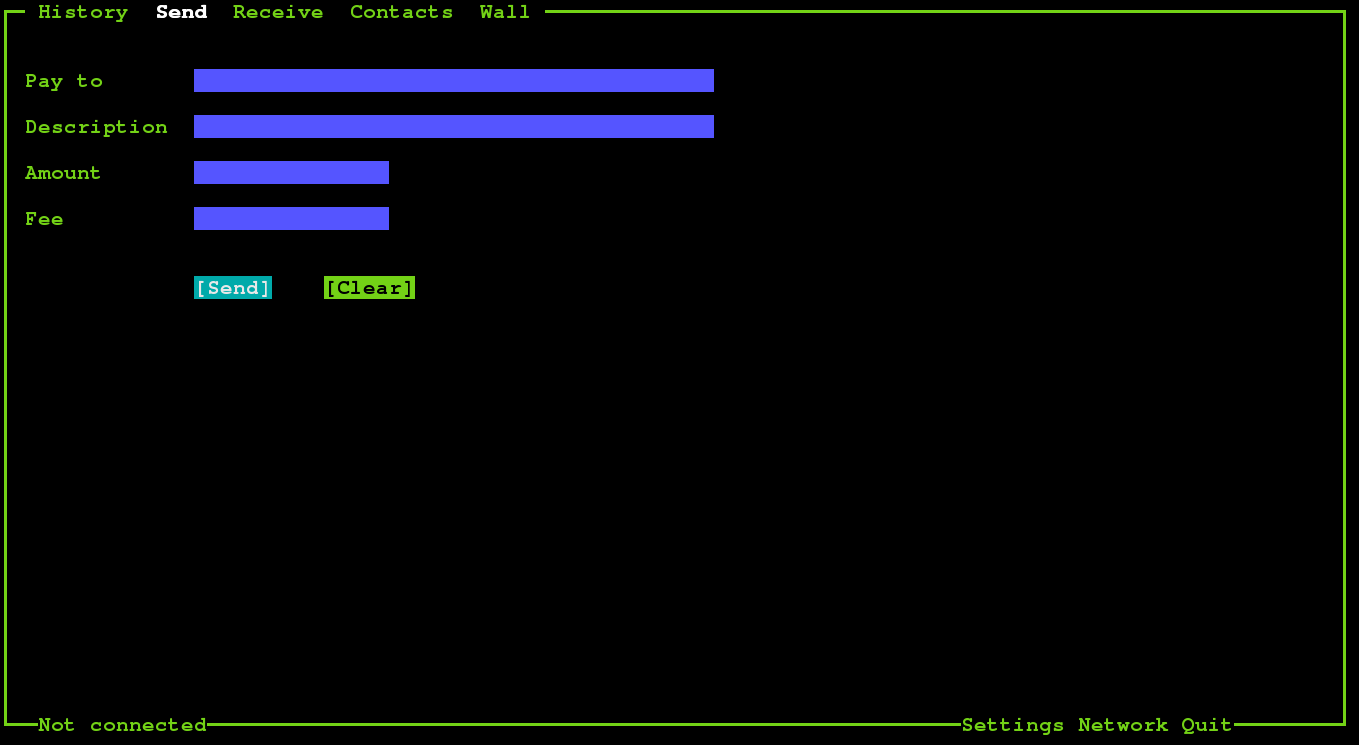 History Send Receive Contacts Wall
Pay to
Description
Amount
Fee
[Send] [Clear]
Not connected Settings Network Quit